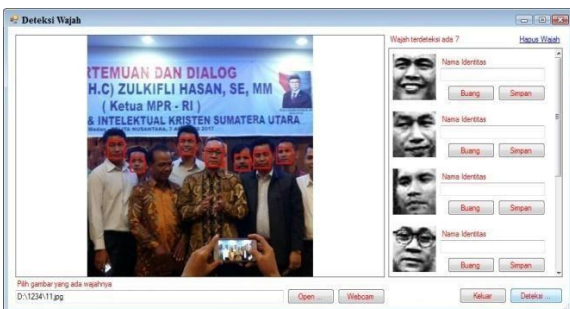 Deteksi Wajah
RTEMUAN DAN DIALOG
H.C) ZULKIFLI HASAN, SE, MM
( Ketua MPR - RI )
& INTELEKTUAL KRISTEN SUMATERA UTARA
Wajah terdeteksi ada 7
Hapus Wajah
Nama Identitas
Buang
Simpan
Nama Identitas
Buang
Simpan
Nama Identitas
Buang
Simpan
Nama Identitas
Buang
Simpan
Pilih gambar yang ada wajahnya
D:\1234\11.jpg
Open ...
Webcam
Keluar
Deteksi ...